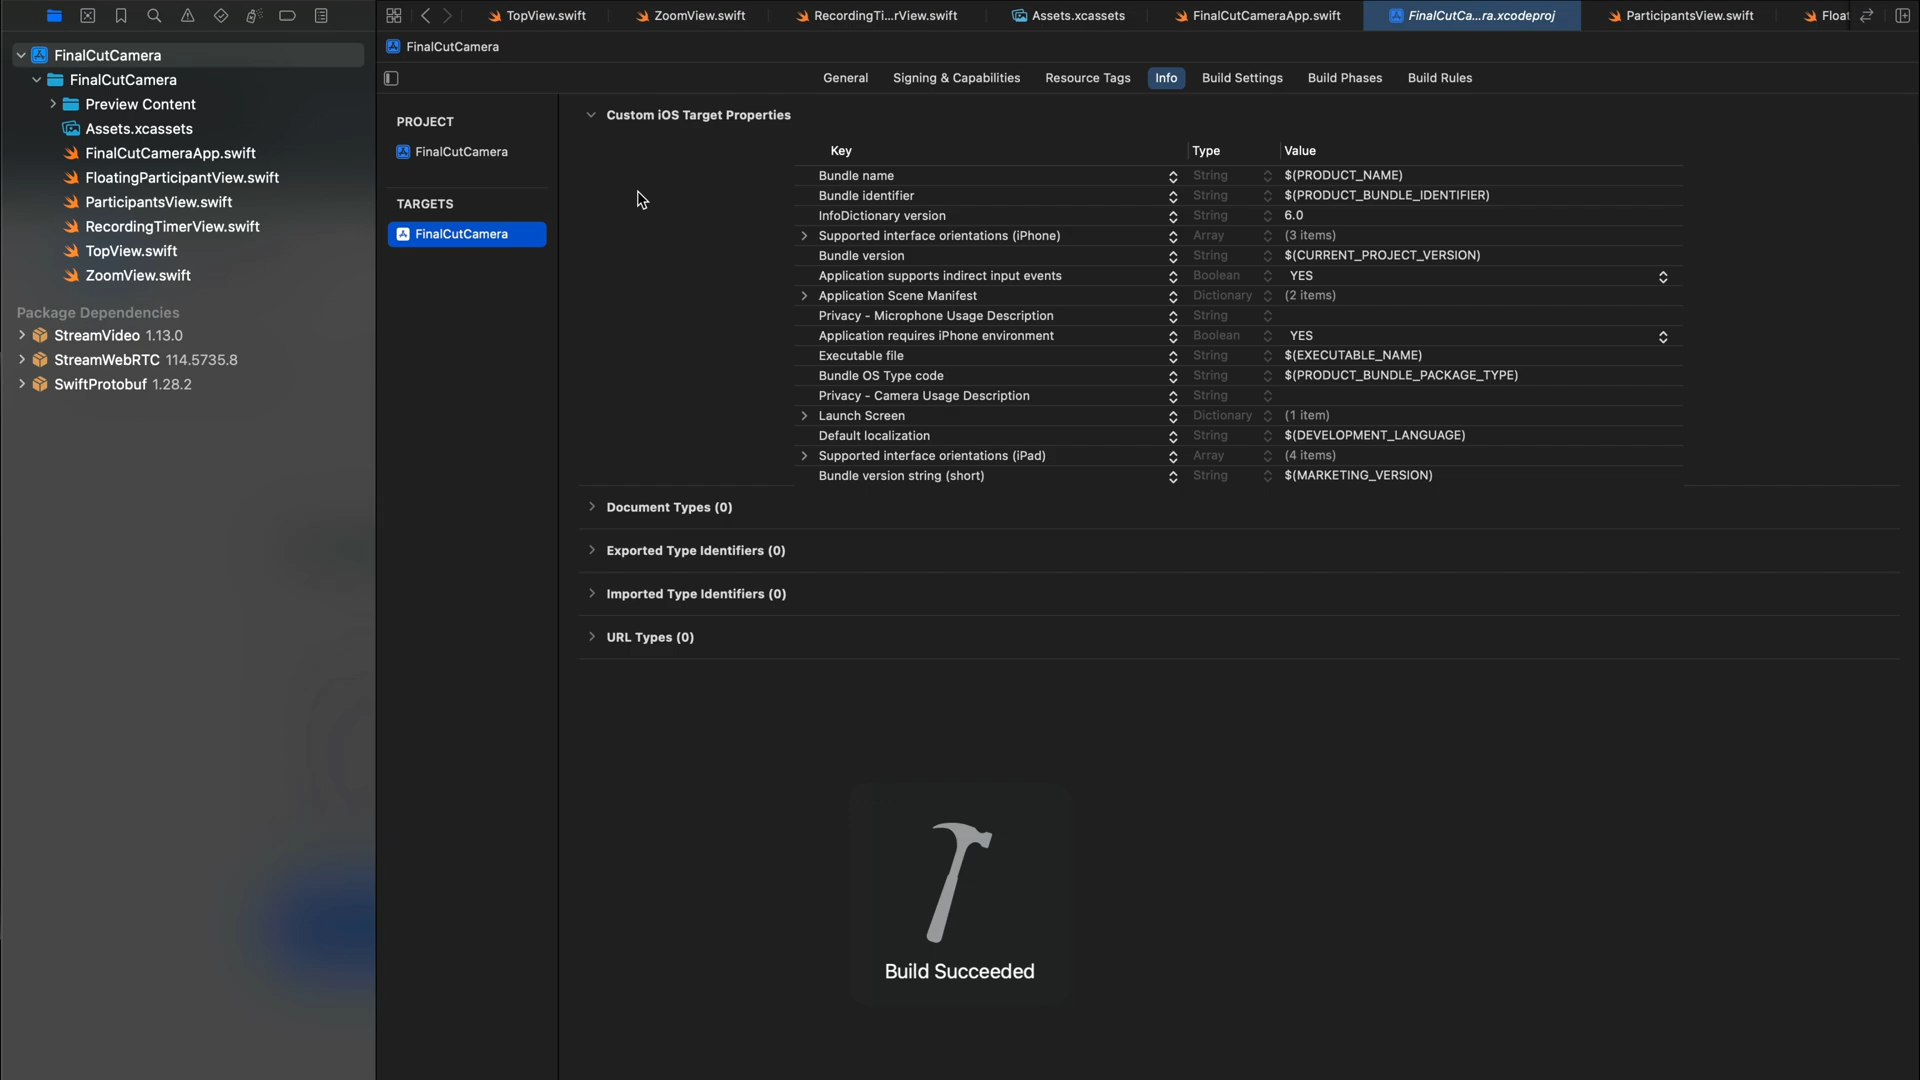 TopView.swift
ZoomView.swift
RecordingTi...rView.swift
Assets.xcassets
FinalCutCameraApp.swift
FinalCutCa...ra.xcodeproj
ParticipantsView.swift
Float
FinalCutCamera
FinalCutCamera
Preview Content
Assets.xcassets
FinalCutCameraApp.swift
FloatingParticipantView.swift
ParticipantsView.swift
RecordingTimerView.swift
TopView.swift
ZoomView.swift
Package Dependencies
StreamVideo 1.13.0
StreamWebRTC 114.5735.8
SwiftProtobuf 1.28.2
FinalCutCamera
General Signing & Capabilities Resource Tags Info Build Settings Build Phases Build Rules
PROJECT
FinalCutCamera
TARGETS
FinalCutCamera
Custom iOS Target Properties
Key Type Value
Bundle name String $(PRODUCT_NAME)
Bundle identifier String $(PRODUCT_BUNDLE_IDENTIFIER)
InfoDictionary version String 6.0
Supported interface orientations (iPhone) Array (3 items)
Bundle version String $(CURRENT_PROJECT_VERSION)
Application supports indirect input events Boolean YES
Application Scene Manifest Dictionary (2 items)
Privacy - Microphone Usage Description String
Application requires iPhone environment Boolean YES
Executable file String $(EXECUTABLE_NAME)
Bundle OS Type code String $(PRODUCT_BUNDLE_PACKAGE_TYPE)
Privacy - Camera Usage Description String
Launch Screen Dictionary (1 item)
Default localization String $(DEVELOPMENT_LANGUAGE)
Supported interface orientations (iPad) Array (4 items)
Bundle version string (short) String $(MARKETING_VERSION)
Document Types (0)
Exported Type Identifiers (0)
Imported Type Identifiers (0)
URL Types (0)
Build Succeeded